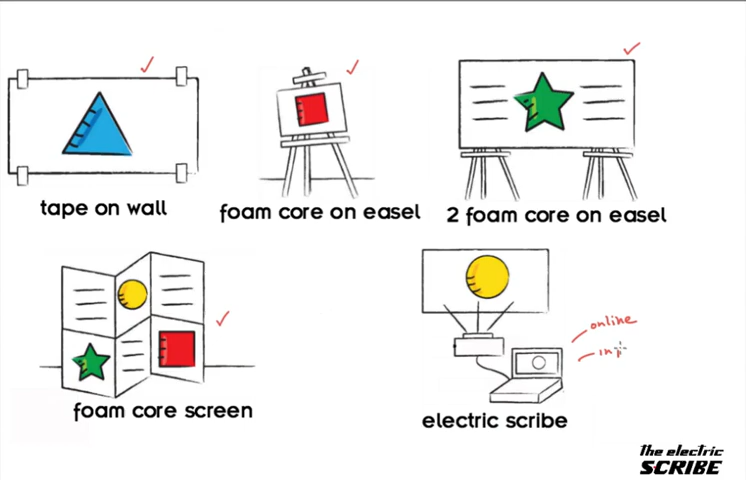 tape on wall
foam core on easel
2 foam core on easel
foam core screen
online
electric scribe
the electric
SCRIBE